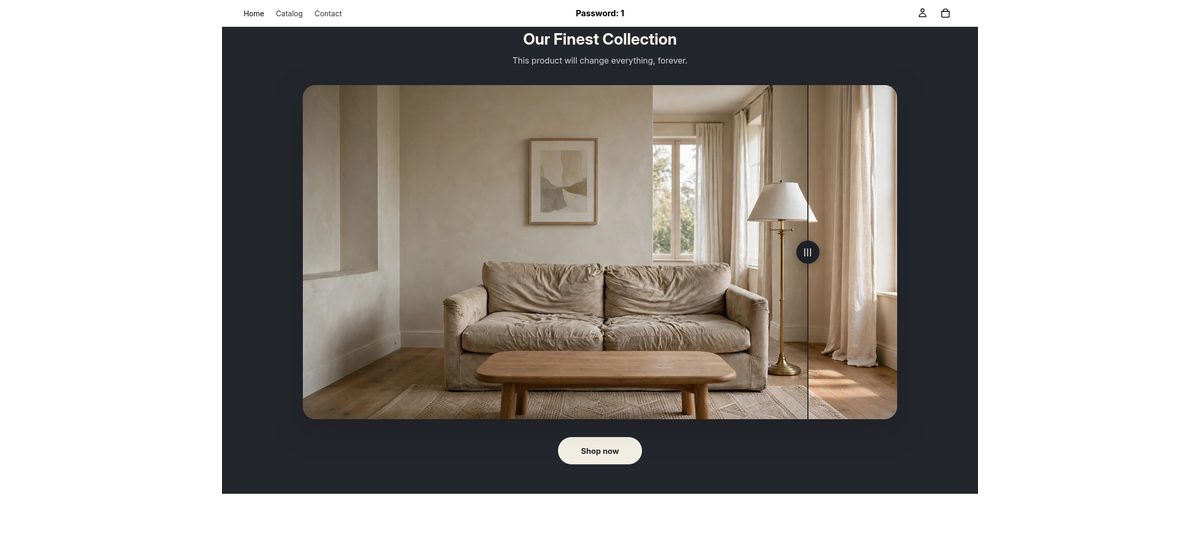 Home Catalog Contact Password: 1
Our Finest Collection
This product will change everything, forever.
Shop now